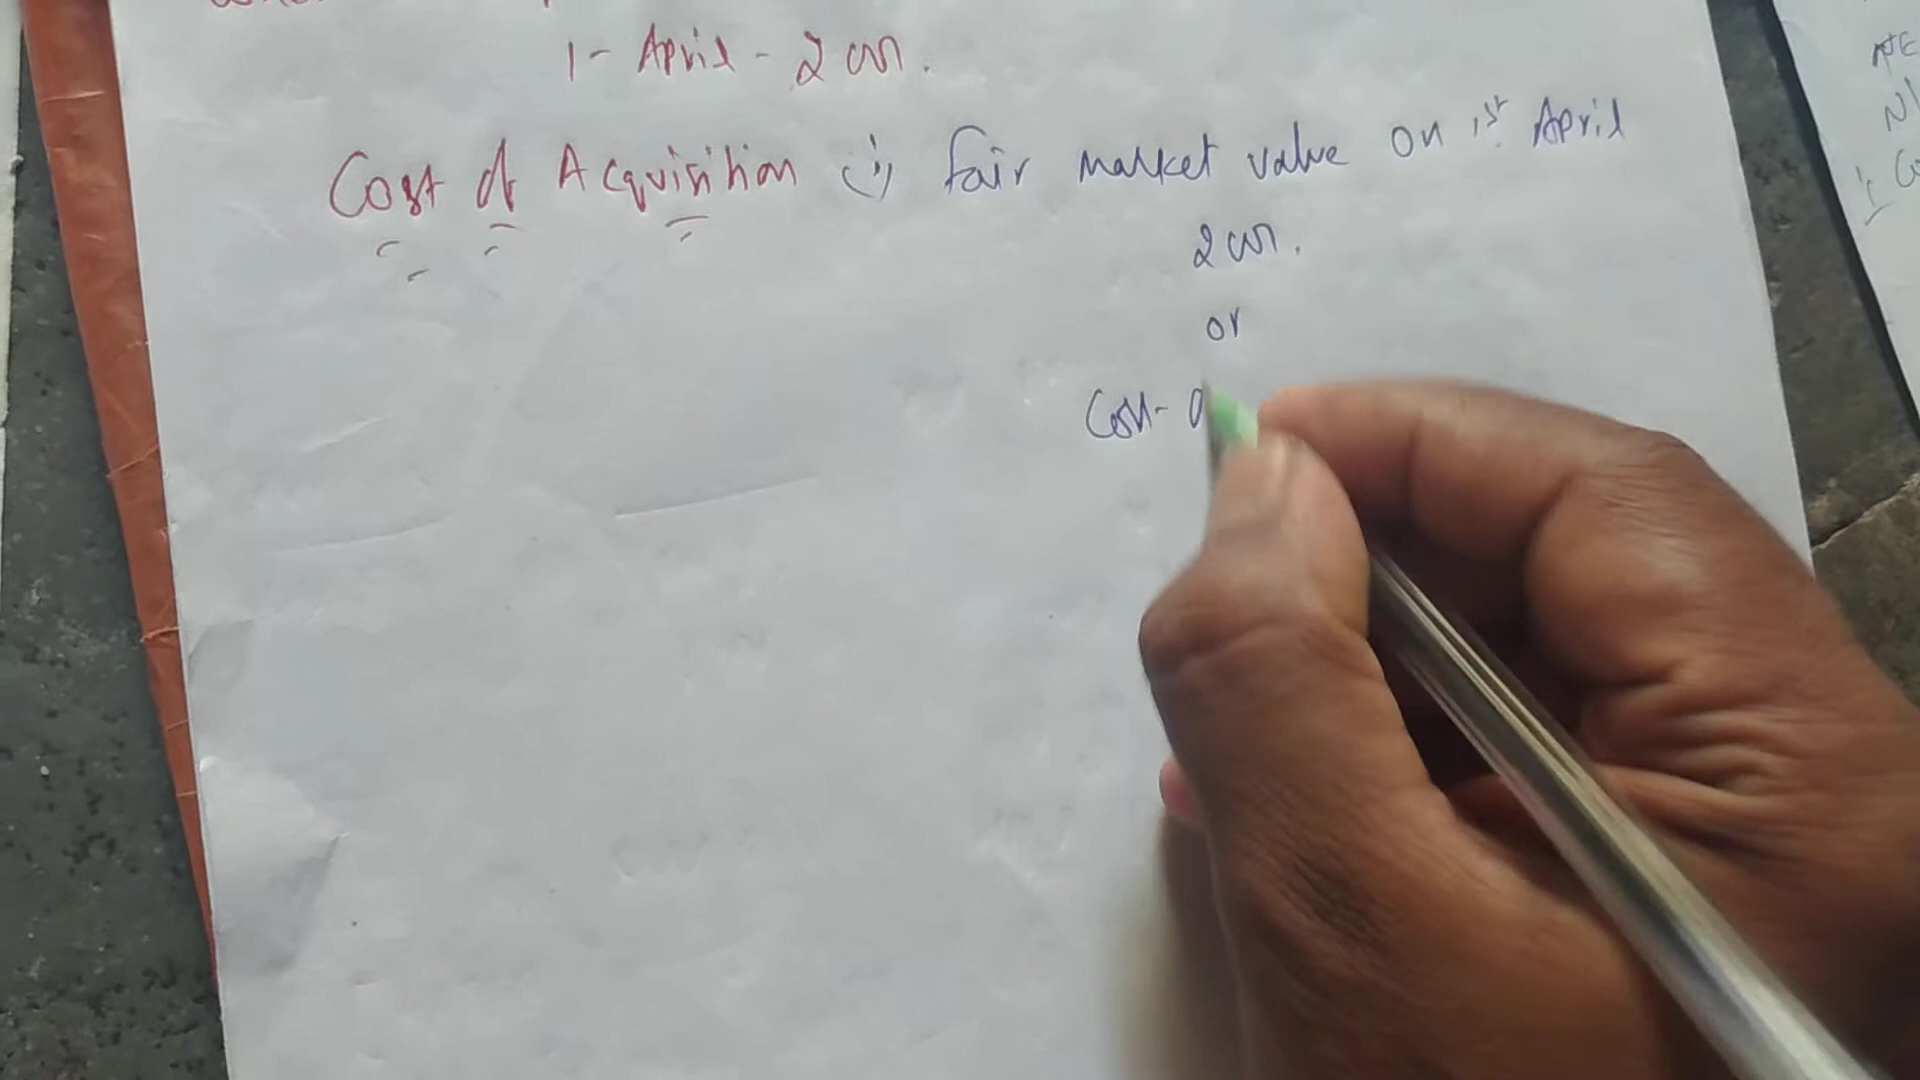 1- April - 2001.
Cost of Acquisition (i) fair market value on 1st April
2001.
or
Cost-